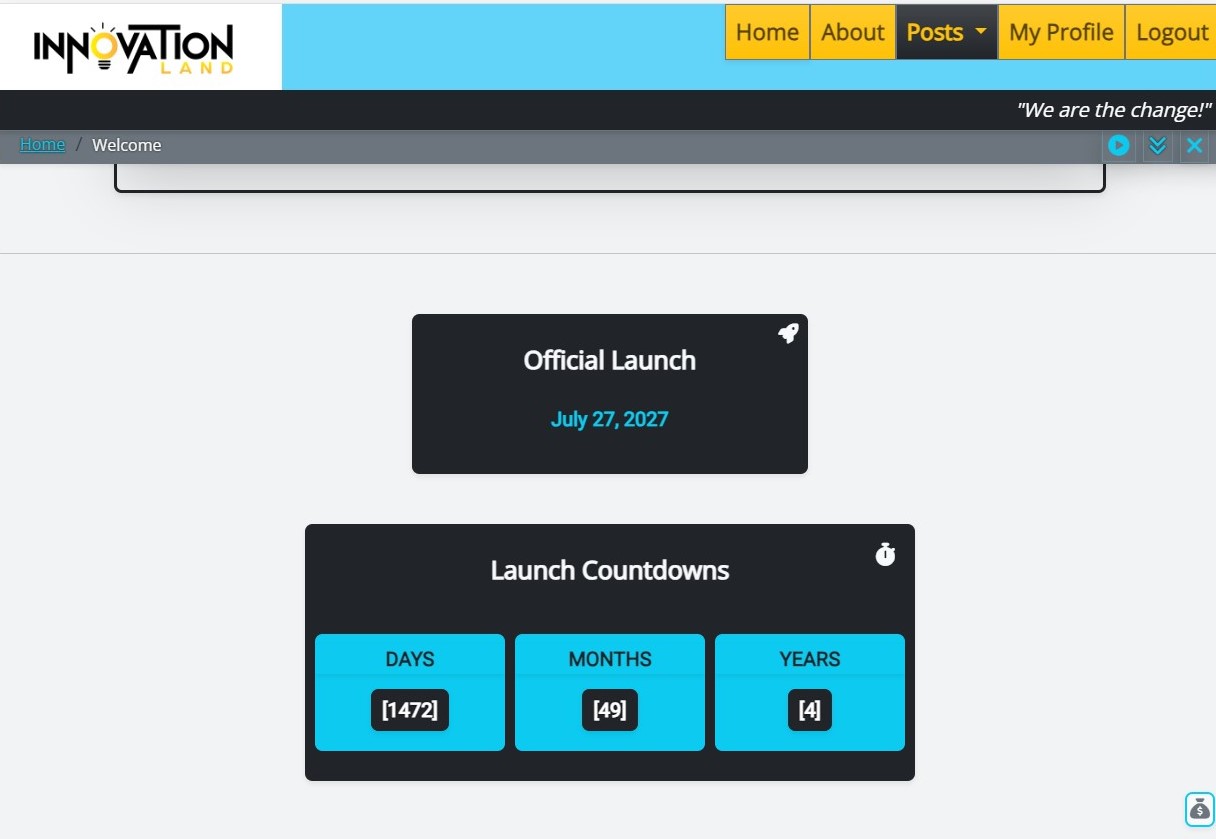 INNOVATION
LAND
Home About Posts My Profile Logout
"We are the change!"
Home / Welcome
Official Launch
July 27, 2027
Launch Countdowns
DAYS MONTHS YEARS
[1472] [49] [4]
$